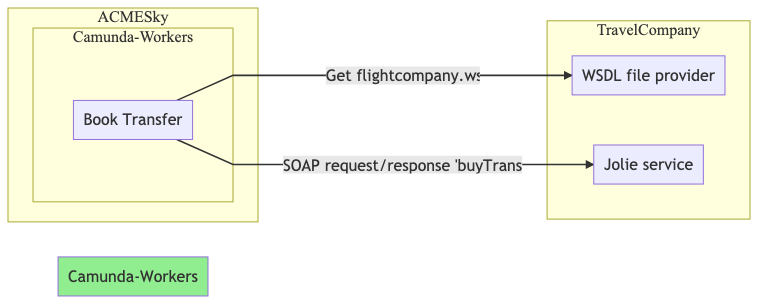 ACMESky
Camunda-Workers
Book Transfer
Get flightcompany.ws
SOAP request/response 'buyTrans
TravelCompany
WSDL file provider
Jolie service
Camunda-Workers